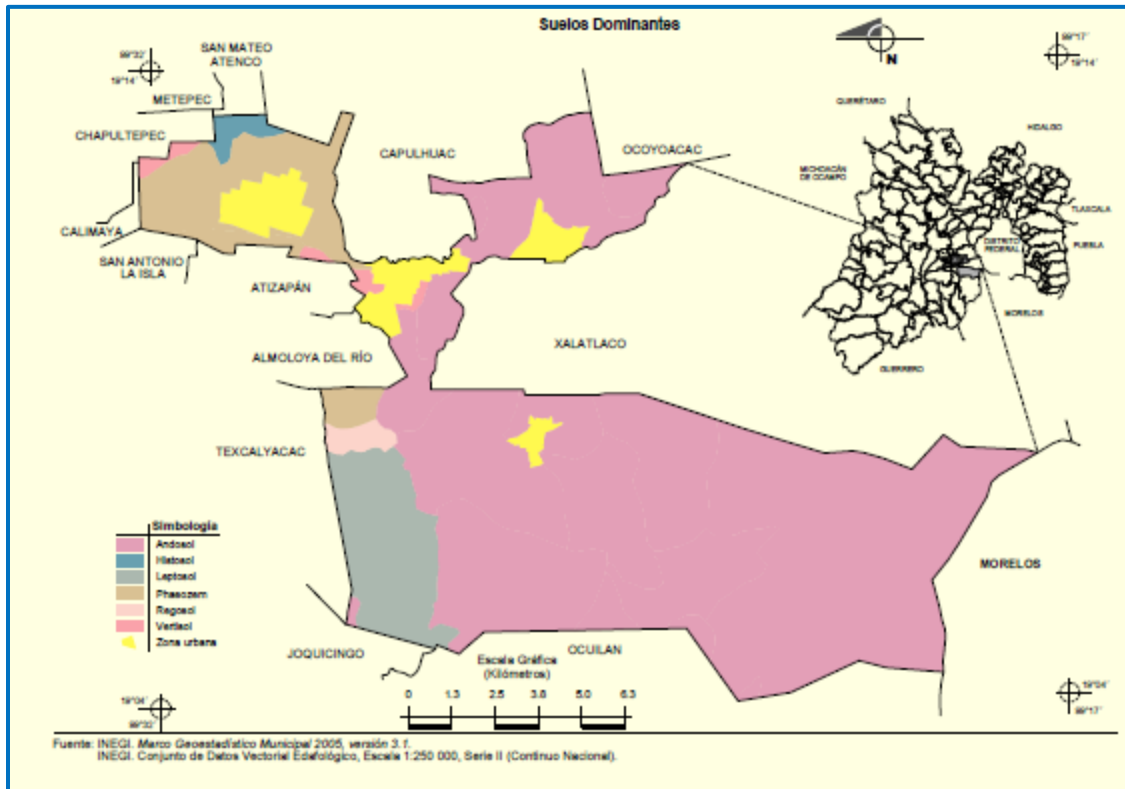 Suelos Dominantes
99°32´
19°14´
SAN MATEO
ATENCO
METEPEC
CHAPULTEPEC
CALIMAYA
SAN ANTONIO
LA ISLA
CAPULHUAC
OCOYOACAC
N
99°17´
19°14´
QUERÉTARO
HIDALGO
MICHOACÁN
DE OCAMPO
TLAXCALA
DISTRITO
FEDERAL
PUEBLA
MORELOS
GUERRERO
ATIZAPÁN
ALMOLOYA DEL RÍO
XALATLACO
TEXCALYACAC
Simbología
Andosol
Histosol
Leptosol
Phaeozem
Regosol
Vertisol
Zona urbana
MORELOS
JOQUICINGO
OCUILAN
Escala Gráfica
(Kilómetros)
0 1.3 2.5 3.8 5.0 6.3
19°04´
99°32´
19°04´
99°17´
Fuente: INEGI. Marco Geoestadístico Municipal 2005, versión 3.1.
INEGI. Conjunto de Datos Vectorial Edafológico, Escala 1:250 000, Serie II (Continuo Nacional).